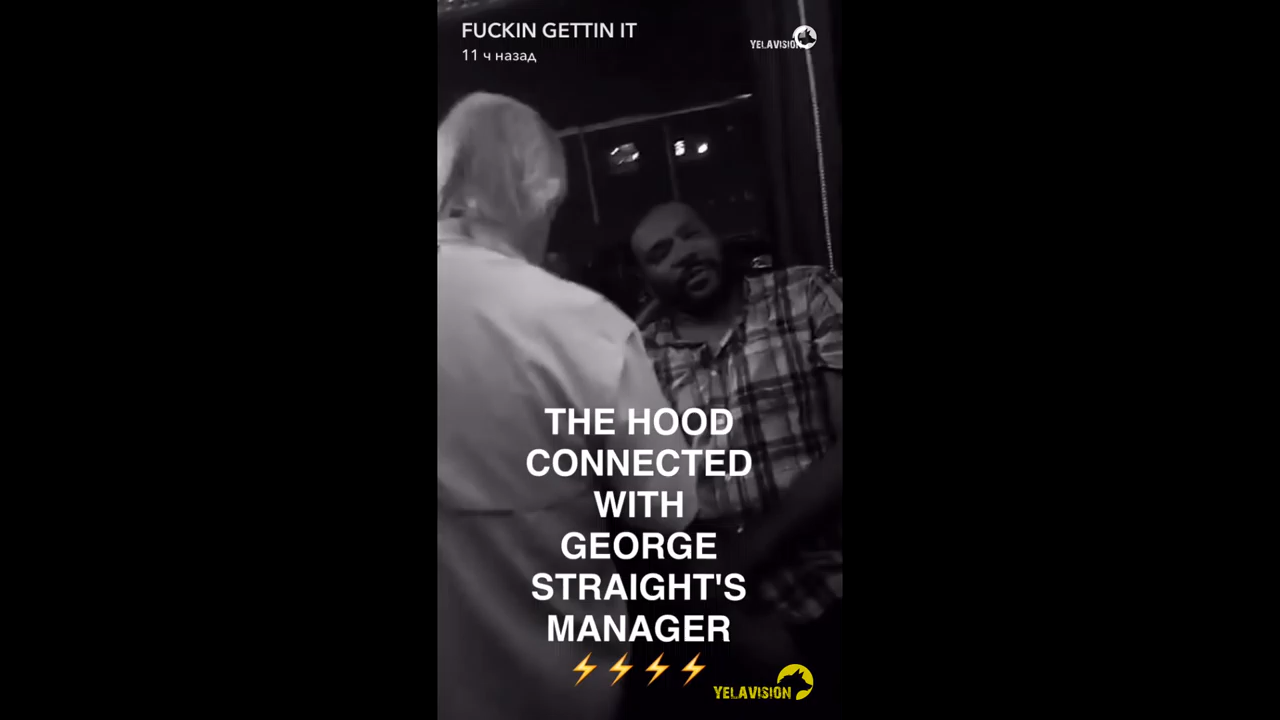 FUCKIN GETTIN IT
11 ч назад
YELAVISION
THE HOOD
CONNECTED
WITH
GEORGE
STRAIGHT'S
MANAGER
⚡⚡⚡⚡
YELAVISION